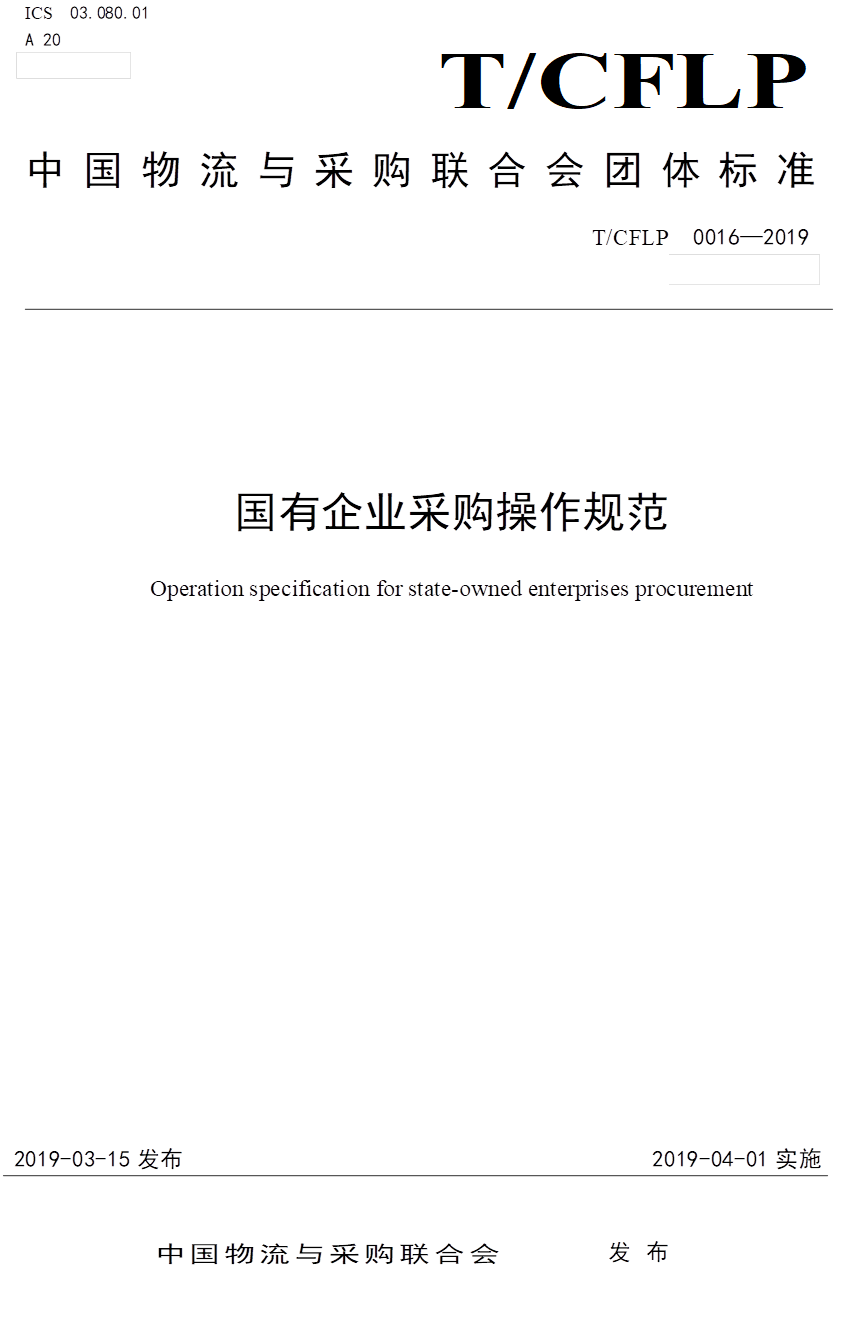 ICS 03.080.01
A 20
T/CFLP
中国物流与采购联合会团体标准
T/CFLP 0016—2019
国有企业采购操作规范
Operation specification for state-owned enterprises procurement
2019-03-15 发布 2019-04-01 实施
中国物流与采购联合会 发布